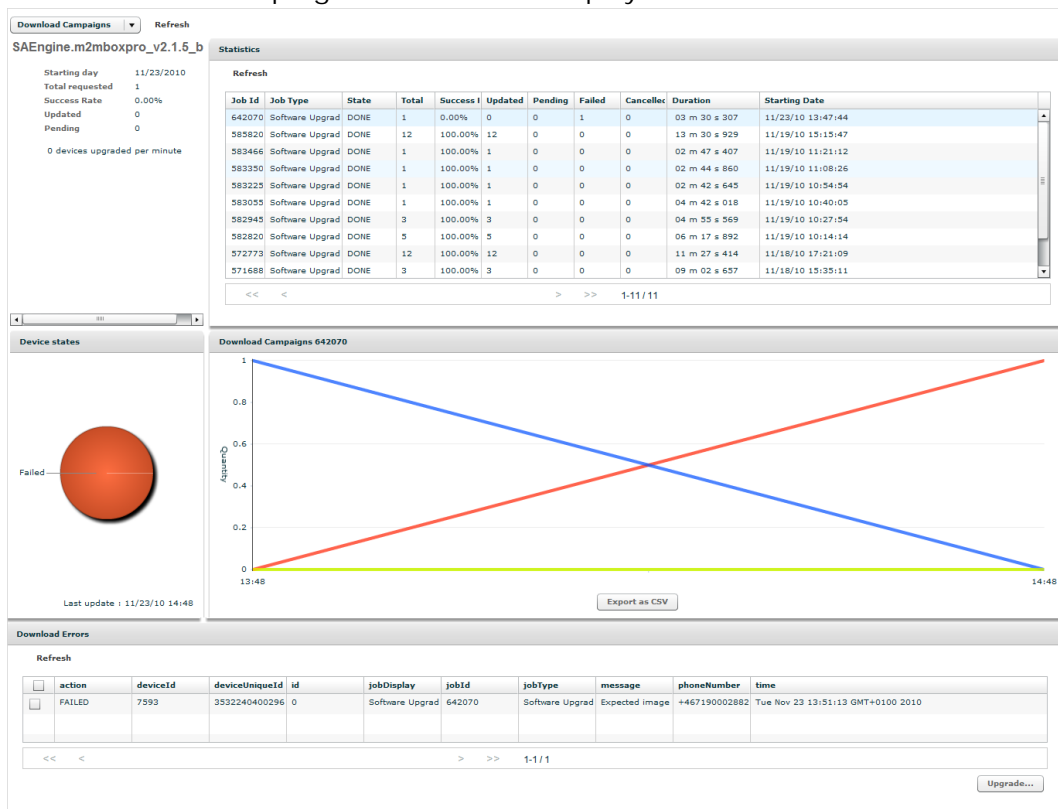 Download Campaigns Refresh
SAEngine.m2mboxpro_v2.1.5_b
Starting day 11/23/2010
Total requested 1
Success Rate 0.00%
Updated 0
Pending 0
0 devices upgraded per minute
Statistics
Refresh
Job Id Job Type State Total Success Updated Pending Failed Cancelled Duration Starting Date
642070 Software Upgrad DONE 1 0.00% 0 0 1 0 03 m 30 s 307 11/23/10 13:47:44
585820 Software Upgrad DONE 12 100.00% 12 0 0 0 13 m 30 s 929 11/19/10 15:15:47
583466 Software Upgrad DONE 1 100.00% 1 0 0 0 02 m 47 s 407 11/19/10 11:21:12
583350 Software Upgrad DONE 1 100.00% 1 0 0 0 02 m 44 s 860 11/19/10 11:08:26
583225 Software Upgrad DONE 1 100.00% 1 0 0 0 02 m 42 s 645 11/19/10 10:54:54
583055 Software Upgrad DONE 1 100.00% 1 0 0 0 04 m 42 s 018 11/19/10 10:40:05
582945 Software Upgrad DONE 3 100.00% 3 0 0 0 04 m 55 s 569 11/19/10 10:27:54
582820 Software Upgrad DONE 5 100.00% 5 0 0 0 06 m 17 s 892 11/19/10 10:14:14
572773 Software Upgrad DONE 12 100.00% 12 0 0 0 11 m 27 s 414 11/18/10 17:21:09
571688 Software Upgrad DONE 3 100.00% 3 0 0 0 09 m 02 s 657 11/18/10 15:35:11
<< < > >> 1-11 / 11
Device states
Failed
Last update : 11/23/10 14:48
Download Campaigns 642070
Quantity
1
0.8
0.6
0.4
0.2
0
13:48 14:48
Export as CSV
Download Errors
Refresh
action deviceId deviceUniqueId id jobDisplay jobId jobType message phoneNumber time
FAILED 7593 3532240400296 0 Software Upgrad 642070 Software Upgrad Expected image +467190002882 Tue Nov 23 13:51:13 GMT+0100 2010
<< < > >> 1-1 / 1
Upgrade...